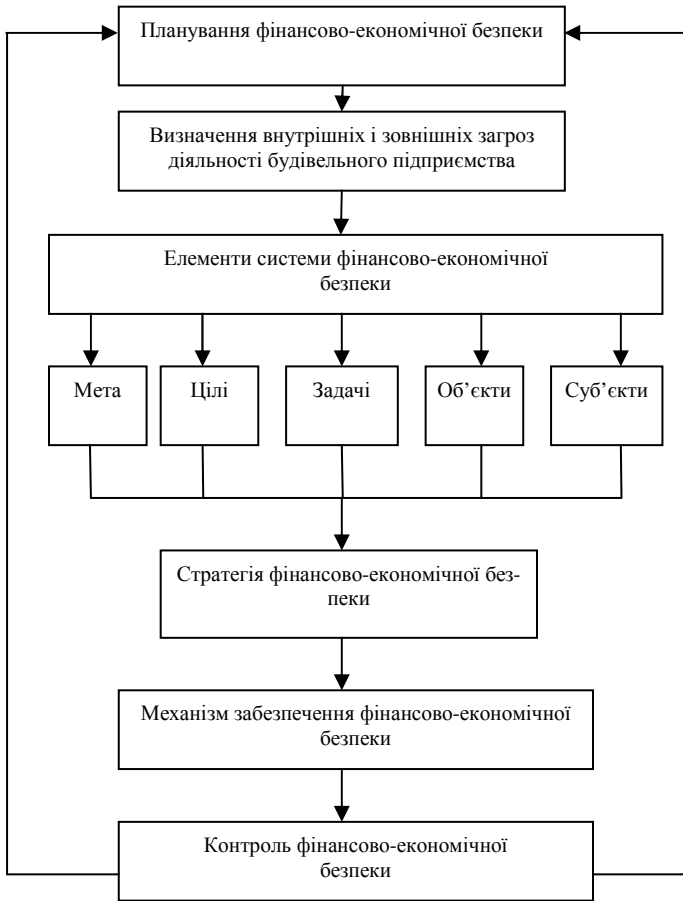 Планування фінансово-економічної безпеки
Визначення внутрішніх і зовнішніх загроз
діяльності будівельного підприємства
Елементи системи фінансово-економічної
безпеки
Мета
Цілі
Задачі
Об’єкти
Суб’єкти
Стратегія фінансово-економічної без-
пеки
Механізм забезпечення фінансово-економічної
безпеки
Контроль фінансово-економічної
безпеки